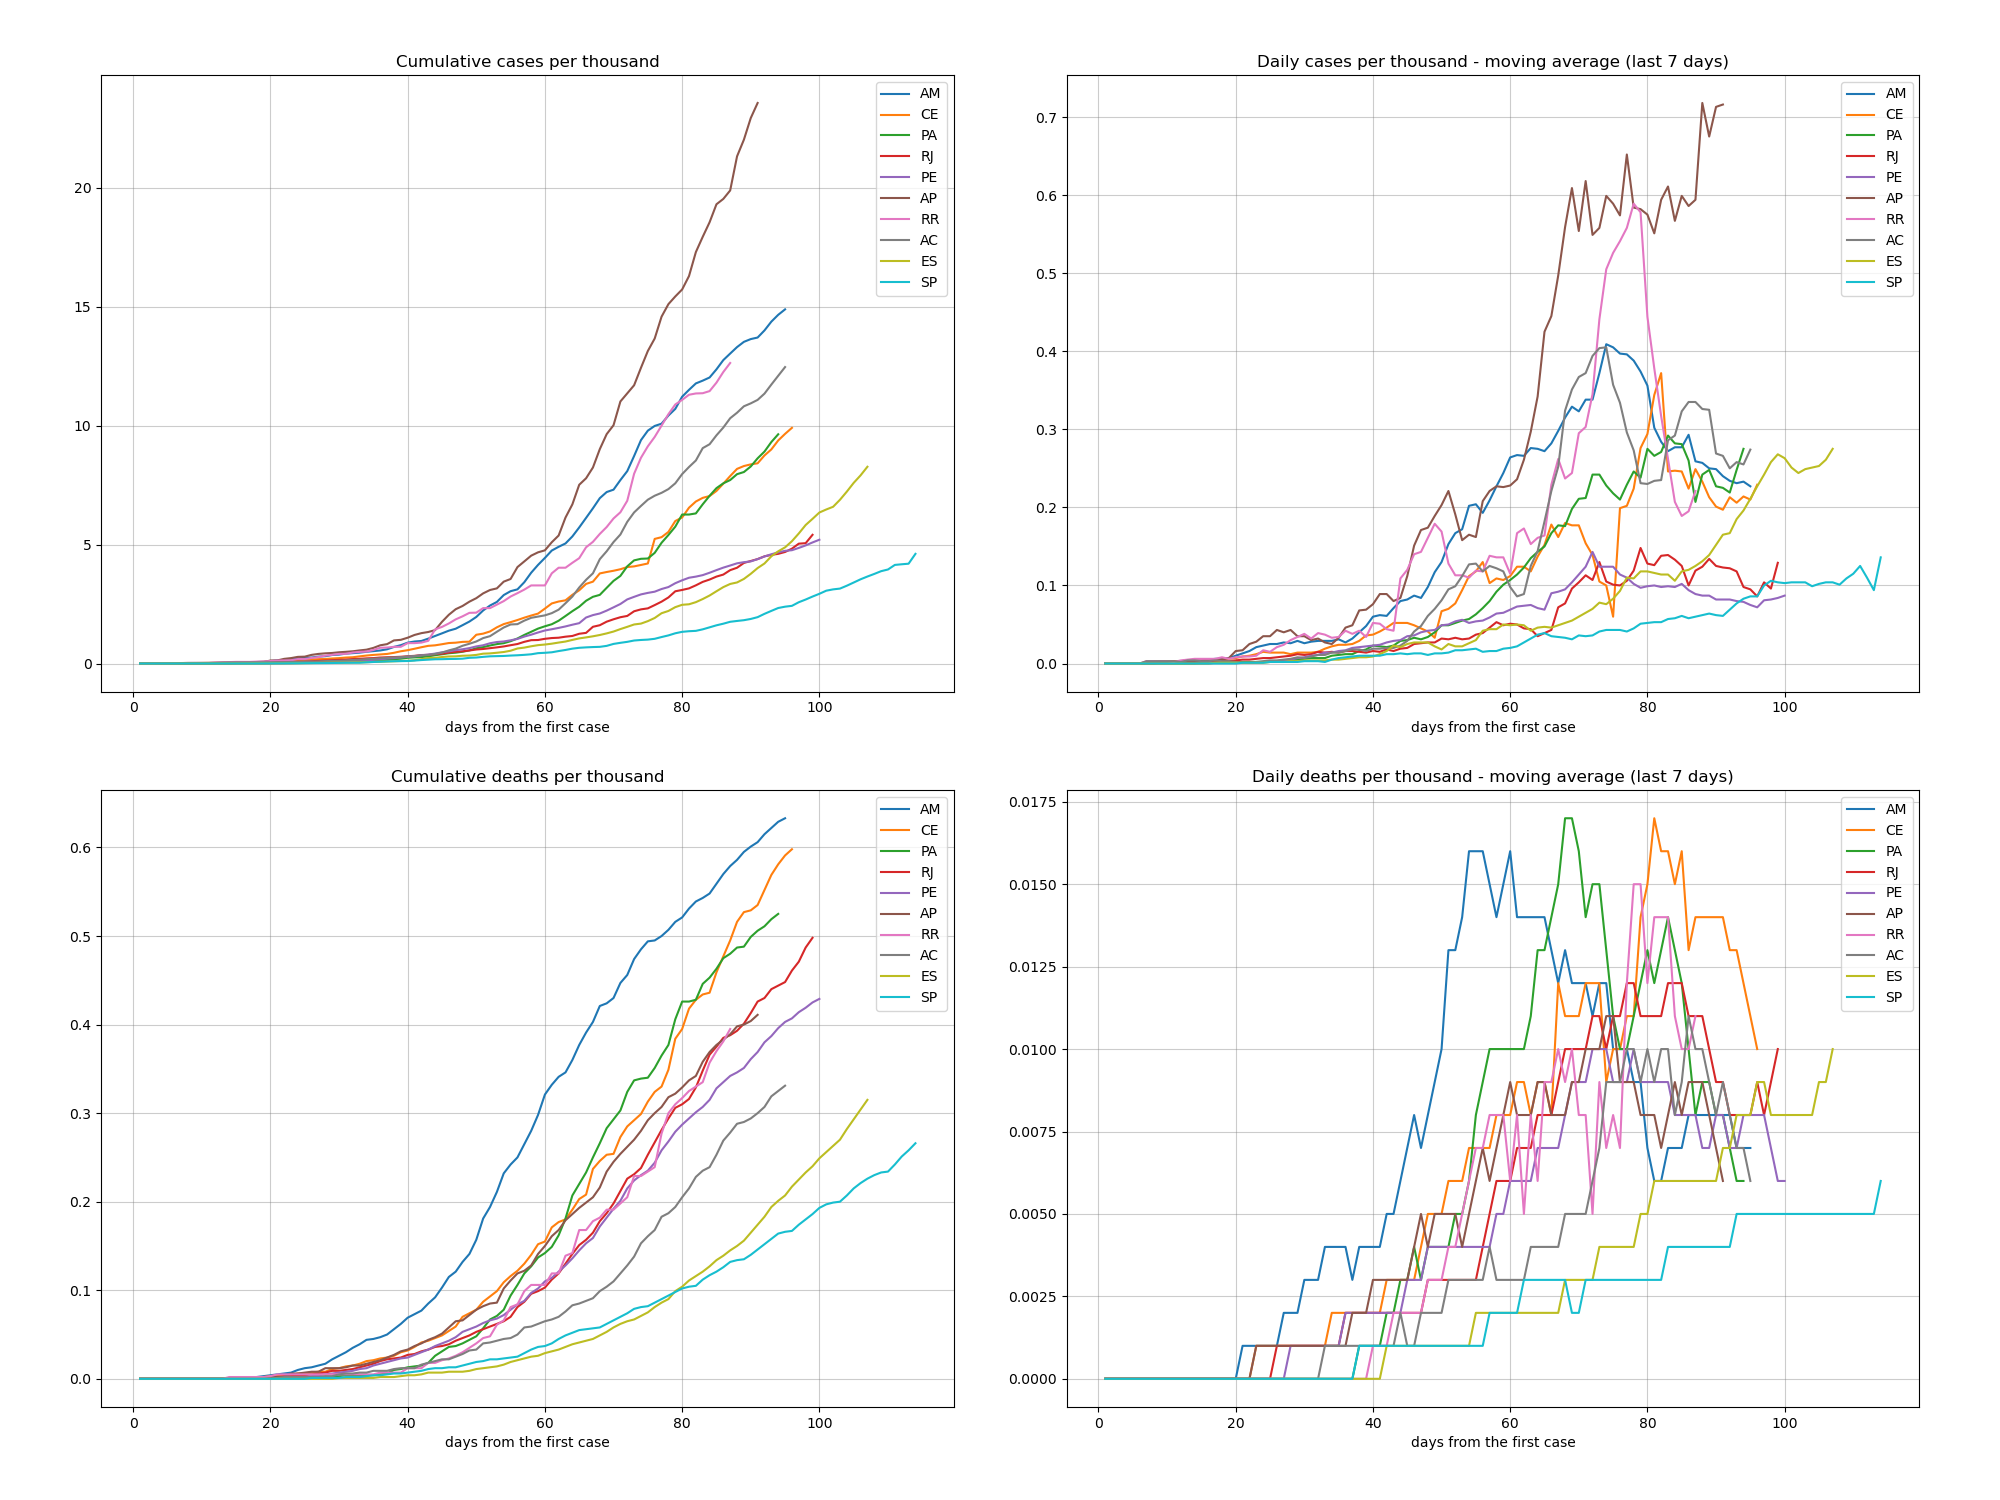 Cumulative cases per thousand
20
15
10
5
0
AM
CE
PA
RJ
PE
AP
RR
AC
ES
SP
0 20 40 60 80 100
days from the first case
Daily cases per thousand - moving average (last 7 days)
0.7
0.6
0.5
0.4
0.3
0.2
0.1
0.0
AM
CE
PA
RJ
PE
AP
RR
AC
ES
SP
0 20 40 60 80 100
days from the first case
Cumulative deaths per thousand
0.6
0.5
0.4
0.3
0.2
0.1
0.0
AM
CE
PA
RJ
PE
AP
RR
AC
ES
SP
0 20 40 60 80 100
days from the first case
Daily deaths per thousand - moving average (last 7 days)
0.0175
0.0150
0.0125
0.0100
0.0075
0.0050
0.0025
0.0000
AM
CE
PA
RJ
PE
AP
RR
AC
ES
SP
0 20 40 60 80 100
days from the first case